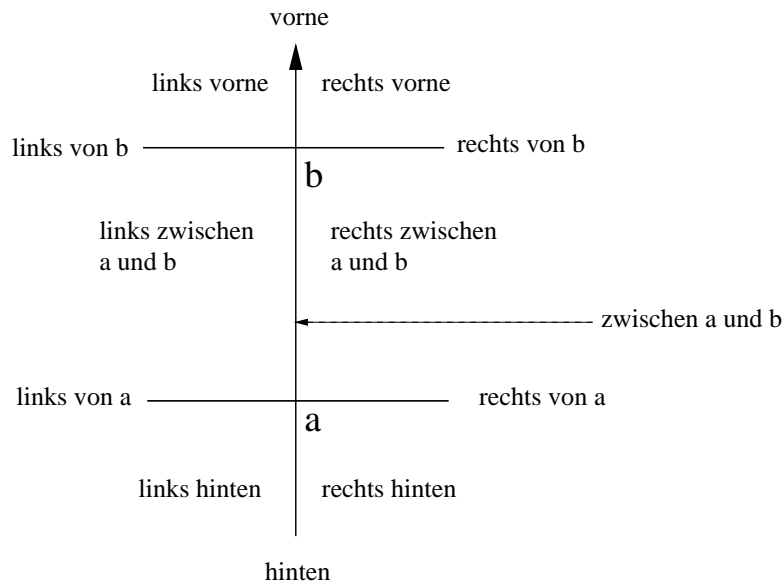 vorne
links vorne
rechts vorne
links von b
rechts von b
b
links zwischen
a und b
rechts zwischen
a und b
zwischen a und b
links von a
rechts von a
a
links hinten
rechts hinten
hinten